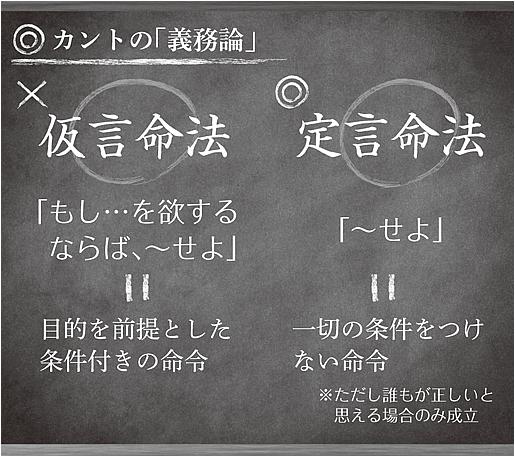 ◎カントの「義務論」
×
仮言命法
「もし…を欲する
ならば、〜せよ」
＝
目的を前提とした
条件付きの命令
◎
定言命法
「〜せよ」
＝
一切の条件をつけ
ない命令
※ただし誰もが正しいと
思える場合のみ成立